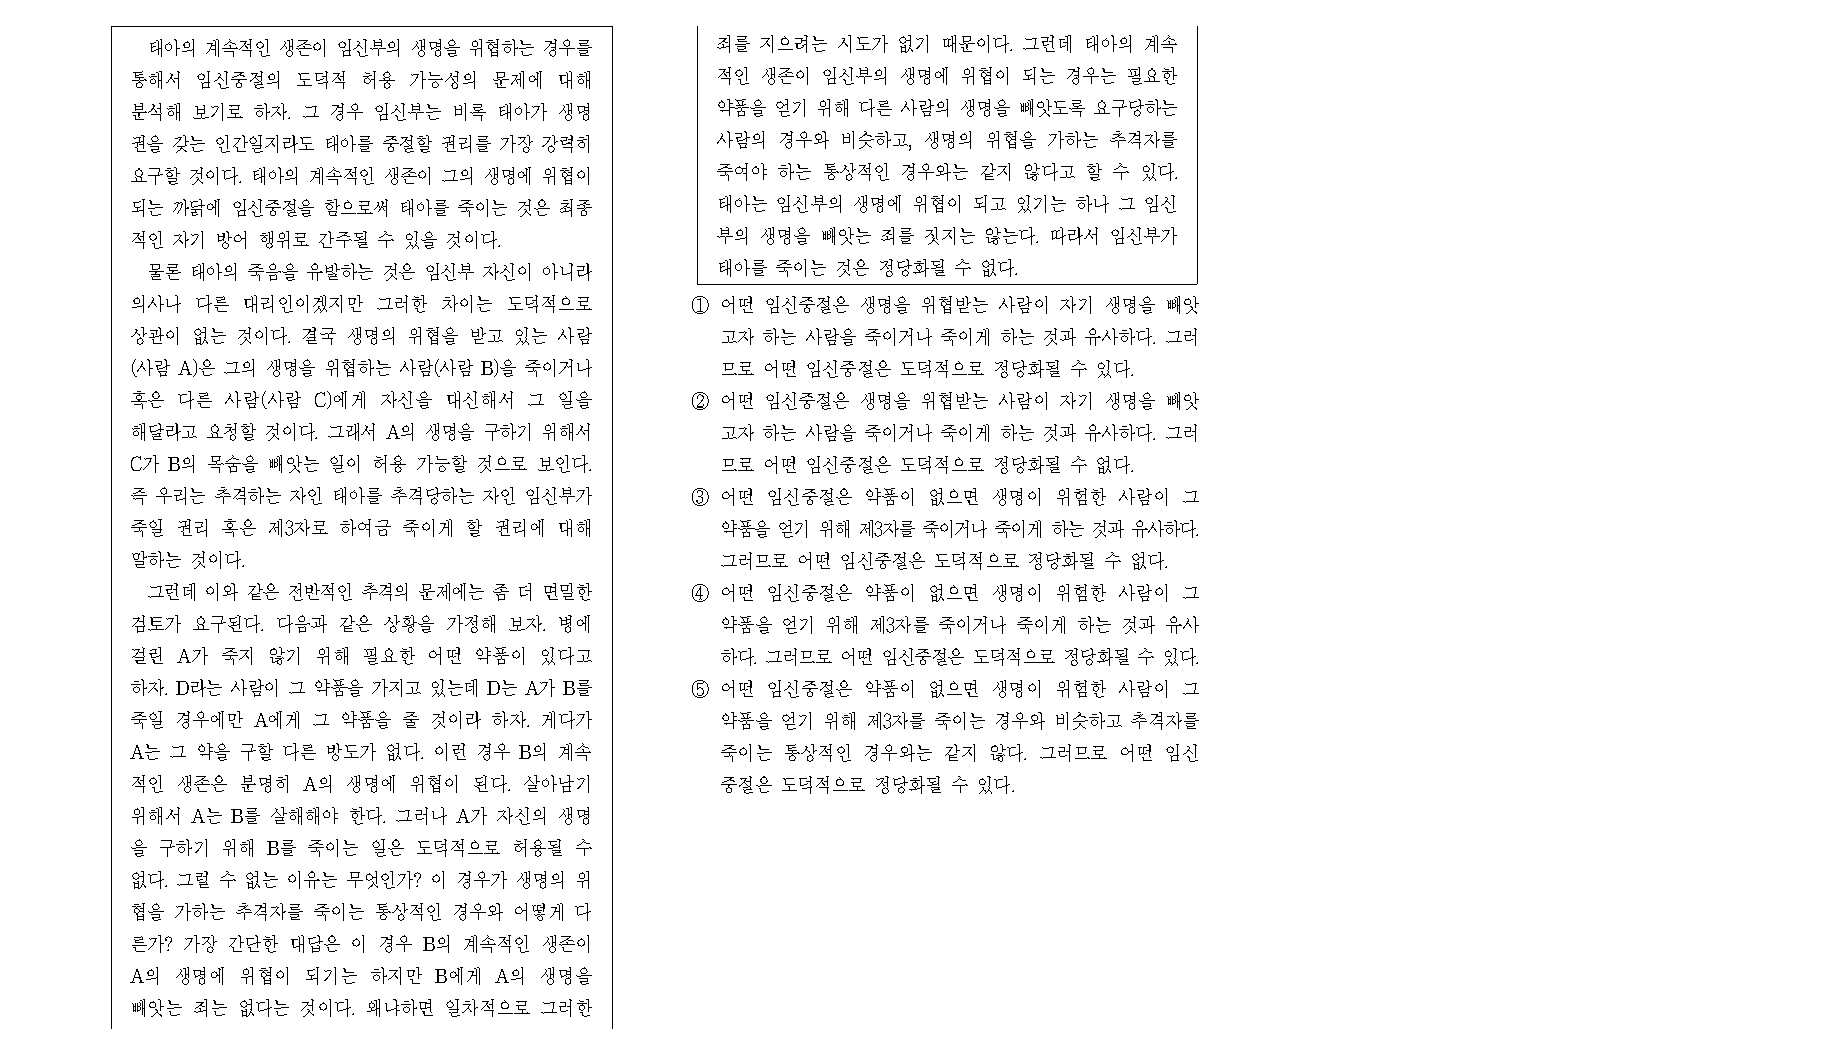 태아의 계속적인 생존이 임신부의 생명을 위협하는 경우를
통해서 임신중절의 도덕적 허용 가능성의 문제에 대해
분석해 보기로 하자. 그 경우 임신부는 비록 태아가 생명
권을 갖는 인간일지라도 태아를 중절할 권리를 가장 강력히
요구할 것이다. 태아의 계속적인 생존이 그의 생명에 위협이
되는 까닭에 임신중절을 함으로써 태아를 죽이는 것은 최종
적인 자기 방어 행위로 간주될 수 있을 것이다.
물론 태아의 죽음을 유발하는 것은 임신부 자신이 아니라
의사나 다른 대리인이겠지만 그러한 차이는 도덕적으로
상관이 없는 것이다. 결국 생명의 위협을 받고 있는 사람
(사람 A)은 그의 생명을 위협하는 사람(사람 B)을 죽이거나
혹은 다른 사람(사람 C)에게 자신을 대신해서 그 일을
해달라고 요청할 것이다. 그래서 A의 생명을 구하기 위해서
C가 B의 목숨을 빼앗는 일이 허용 가능할 것으로 보인다.
즉 우리는 추격하는 자인 태아를 추격당하는 자인 임신부가
죽일 권리 혹은 제3자로 하여금 죽이게 할 권리에 대해
말하는 것이다.
그런데 이와 같은 전반적인 추격의 문제에는 좀 더 면밀한
검토가 요구된다. 다음과 같은 상황을 가정해 보자. 병에
걸린 A가 죽지 않기 위해 필요한 어떤 약품이 있다고
하자. D라는 사람이 그 약품을 가지고 있는데 D는 A가 B를
죽일 경우에만 A에게 그 약품을 줄 것이라 하자. 게다가
A는 그 약을 구할 다른 방도가 없다. 이런 경우 B의 계속
적인 생존은 분명히 A의 생명에 위협이 된다. 살아남기
위해서 A는 B를 살해해야 한다. 그러나 A가 자신의 생명
을 구하기 위해 B를 죽이는 일은 도덕적으로 허용될 수
없다. 그럴 수 없는 이유는 무엇인가? 이 경우가 생명의 위
협을 가하는 추격자를 죽이는 통상적인 경우와 어떻게 다
른가? 가장 간단한 대답은 이 경우 B의 계속적인 생존이
A의 생명에 위협이 되기는 하지만 B에게 A의 생명을
빼앗는 죄는 없다는 것이다. 왜냐하면 일차적으로 그러한
죄를 지으려는 시도가 없기 때문이다. 그런데 태아의 계속
적인 생존이 임신부의 생명에 위협이 되는 경우는 필요한
약품을 얻기 위해 다른 사람의 생명을 빼앗도록 요구당하는
사람의 경우와 비슷하고, 생명의 위협을 가하는 추격자를
죽여야 하는 통상적인 경우와는 같지 않다고 할 수 있다.
태아는 임신부의 생명에 위협이 되고 있기는 하나 그 임신
부의 생명을 빼앗는 죄를 짓지는 않는다. 따라서 임신부가
태아를 죽이는 것은 정당화될 수 없다.
① 어떤 임신중절은 생명을 위협받는 사람이 자기 생명을 빼앗
고자 하는 사람을 죽이거나 죽이게 하는 것과 유사하다. 그러
므로 어떤 임신중절은 도덕적으로 정당화될 수 있다.
② 어떤 임신중절은 생명을 위협받는 사람이 자기 생명을 빼앗
고자 하는 사람을 죽이거나 죽이게 하는 것과 유사하다. 그러
므로 어떤 임신중절은 도덕적으로 정당화될 수 없다.
③ 어떤 임신중절은 약품이 없으면 생명이 위험한 사람이 그
약품을 얻기 위해 제3자를 죽이거나 죽이게 하는 것과 유사하다.
그러므로 어떤 임신중절은 도덕적으로 정당화될 수 없다.
④ 어떤 임신중절은 약품이 없으면 생명이 위험한 사람이 그
약품을 얻기 위해 제3자를 죽이거나 죽이게 하는 것과 유사
하다. 그러므로 어떤 임신중절은 도덕적으로 정당화될 수 있다.
⑤ 어떤 임신중절은 약품이 없으면 생명이 위험한 사람이 그
약품을 얻기 위해 제3자를 죽이는 경우와 비슷하고 추격자를
죽이는 통상적인 경우와는 같지 않다. 그러므로 어떤 임신
중절은 도덕적으로 정당화될 수 있다.